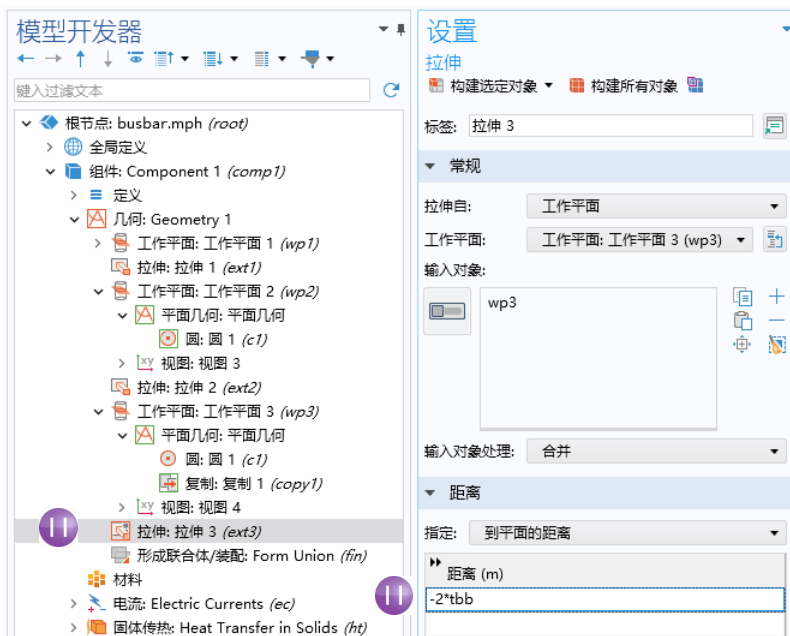 模型开发器
键入过滤文本
根节点: busbar.mph (root)
全局定义
组件: Component 1 (comp1)
定义
几何: Geometry 1
工作平面: 工作平面 1 (wp1)
拉伸: 拉伸 1 (ext1)
工作平面: 工作平面 2 (wp2)
平面几何: 平面几何
圆: 圆 1 (c1)
xy 视图: 视图 3
拉伸: 拉伸 2 (ext2)
工作平面: 工作平面 3 (wp3)
平面几何: 平面几何
圆: 圆 1 (c1)
复制: 复制 1 (copy1)
xy 视图: 视图 4
11 拉伸: 拉伸 3 (ext3)
形成联合体/装配: Form Union (fin)
材料
电流: Electric Currents (ec)
固体传热: Heat Transfer in Solids (ht)
设置
拉伸
构建选定对象 构建所有对象
标签: 拉伸 3
常规
拉伸自: 工作平面
工作平面: 工作平面: 工作平面 3 (wp3)
输入对象:
wp3
输入对象处理: 合并
距离
指定: 到平面的距离
距离 (m)
11 -2*tbb